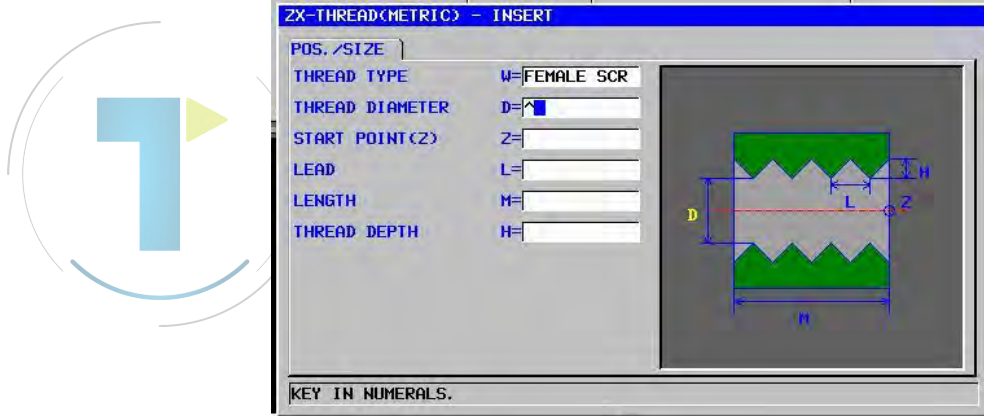 ZX-THREAD(METRIC) - INSERT
POS./SIZE
THREAD TYPE W=FEMALE SCR
THREAD DIAMETER D=^
START POINT(Z) Z=
LEAD L=
LENGTH M=
THREAD DEPTH H=
H
L
Z
D
M
KEY IN NUMERALS.